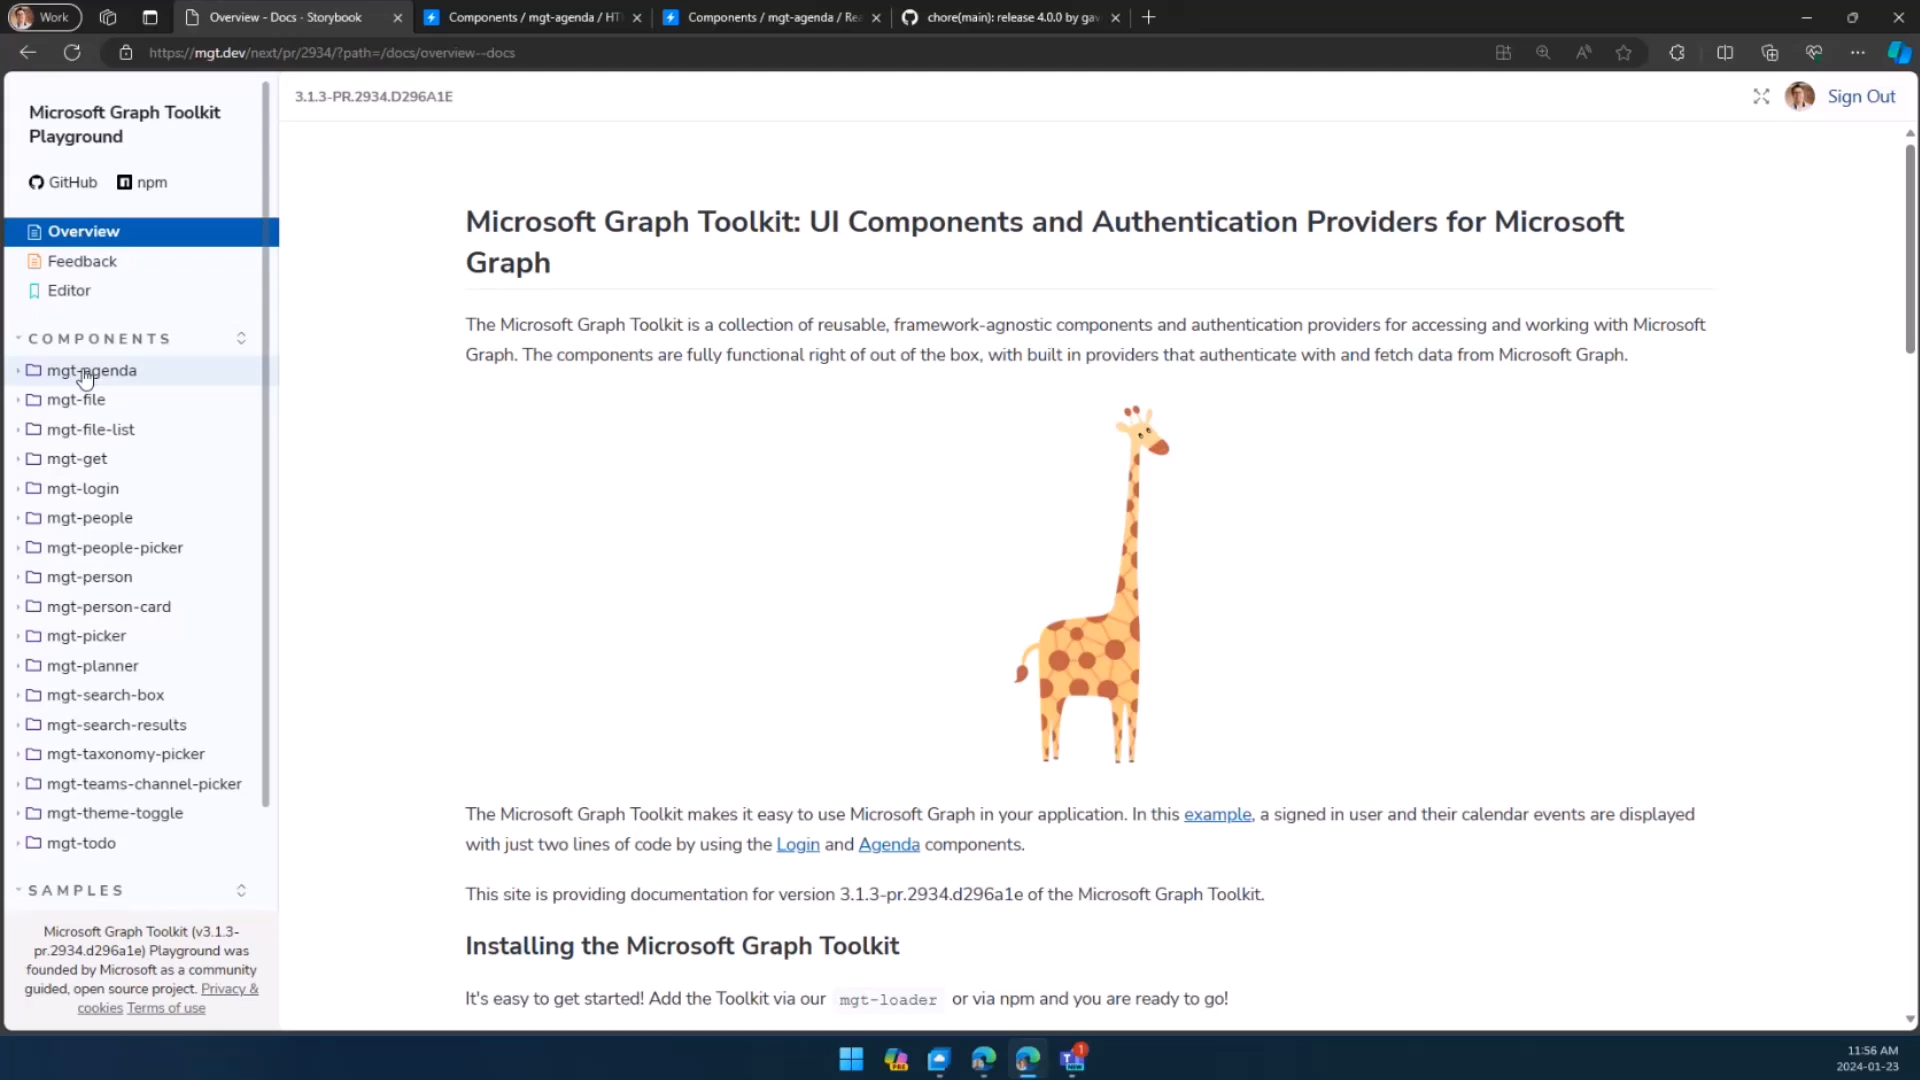 Work
Overview - Docs - Storybook
Components / mgt-agenda / HT
Components / mgt-agenda / Rea
chore(main): release 4.0.0 by gav
https://mgt.dev/next/pr/2934/?path=/docs/overview--docs
Microsoft Graph Toolkit
Playground
GitHub
npm
Overview
Feedback
Editor
COMPONENTS
mgt-agenda
mgt-file
mgt-file-list
mgt-get
mgt-login
mgt-people
mgt-people-picker
mgt-person
mgt-person-card
mgt-picker
mgt-planner
mgt-search-box
mgt-search-results
mgt-taxonomy-picker
mgt-teams-channel-picker
mgt-theme-toggle
mgt-todo
SAMPLES
Microsoft Graph Toolkit (v3.1.3-
pr.2934.d296a1e) Playground was
founded by Microsoft as a community
guided, open source project. Privacy &
cookies Terms of use
3.1.3-PR.2934.D296A1E
Sign Out
Microsoft Graph Toolkit: UI Components and Authentication Providers for Microsoft
Graph
The Microsoft Graph Toolkit is a collection of reusable, framework-agnostic components and authentication providers for accessing and working with Microsoft
Graph. The components are fully functional right of out of the box, with built in providers that authenticate with and fetch data from Microsoft Graph.
The Microsoft Graph Toolkit makes it easy to use Microsoft Graph in your application. In this example, a signed in user and their calendar events are displayed
with just two lines of code by using the Login and Agenda components.
This site is providing documentation for version 3.1.3-pr.2934.d296a1e of the Microsoft Graph Toolkit.
Installing the Microsoft Graph Toolkit
It's easy to get started! Add the Toolkit via our mgt-loader or via npm and you are ready to go!
1
11:56 AM
2024-01-23